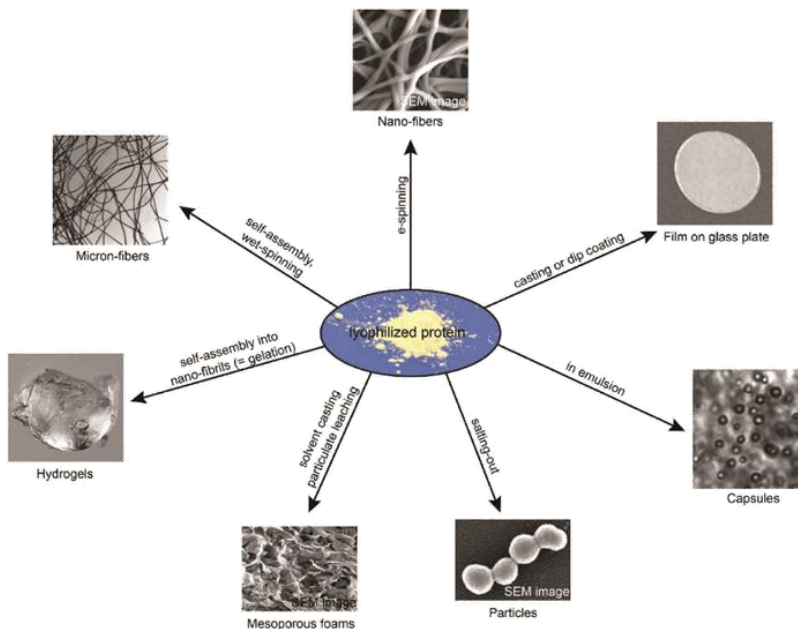 SEM image
Nano-fibers
Micron-fibers
Film on glass plate
e-spinning
self-assembly,
wet-spinning
casting or dip coating
lyophilized protein
self-assembly into
nano-fibrils (= gelation)
in emulsion
Hydrogels
solvent casting
particulate leaching
salting-out
Capsules
SEM image
Mesoporous foams
SEM image
Particles